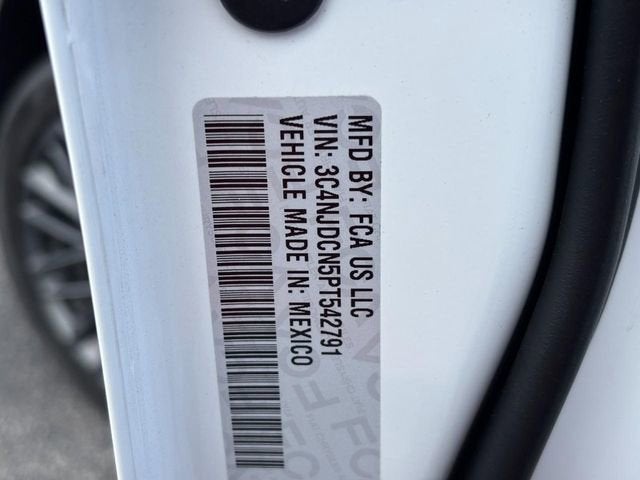 MFD BY: FCA US LLC
VIN: 3C4NJDCN5PT542791
VEHICLE MADE IN: MEXICO